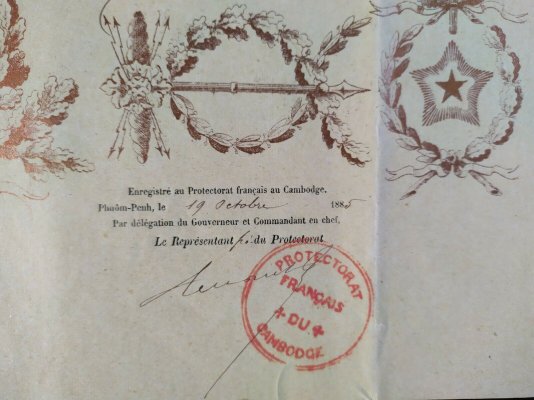 Enregistré au Protectorat français au Cambodge.
Phnôm-Penh, le 19 Octobre 1885
Par délégation du Gouverneur et Commandant en chef,
Le Représentant p.i. du Protectorat
PROTECTORAT
FRANÇAIS
DU
CAMBODGE